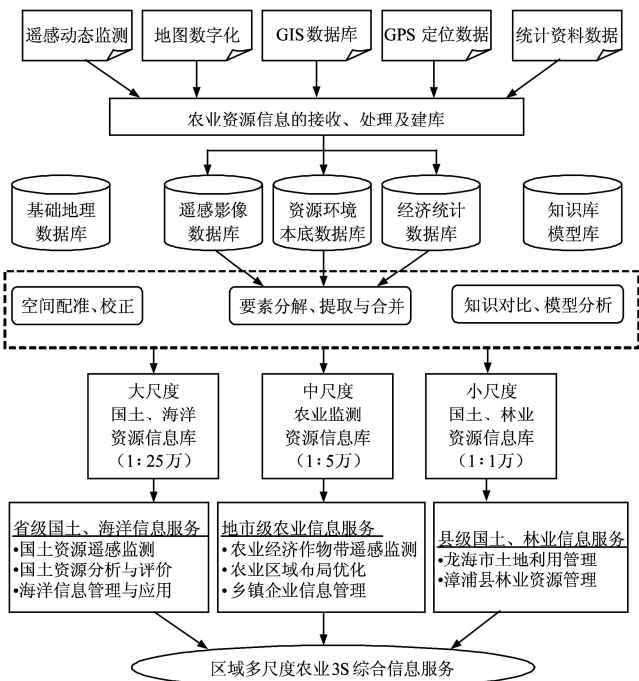 遥感动态监测
地图数字化
GIS数据库
GPS 定位数据
统计资料数据
农业资源信息的接收、处理及建库
基础地理
数据库
遥感影像
数据库
资源环境
本底数据库
经济统计
数据库
知识库
模型库
空间配准、校正
要素分解、提取与合并
知识对比、模型分析
大尺度
国土、海洋
资源信息库
(1:25万)
中尺度
农业监测
资源信息库
(1:5万)
小尺度
国土、林业
资源信息库
(1:1万)
省级国土、海洋信息服务
•国土资源遥感监测
•国土资源分析与评价
•海洋信息管理与应用
地市级农业信息服务
•农业经济作物带遥感监测
•农业区域布局优化
•乡镇企业信息管理
县级国土、林业信息服务
•龙海市土地利用管理
•漳浦县林业资源管理
区域多尺度农业3S综合信息服务